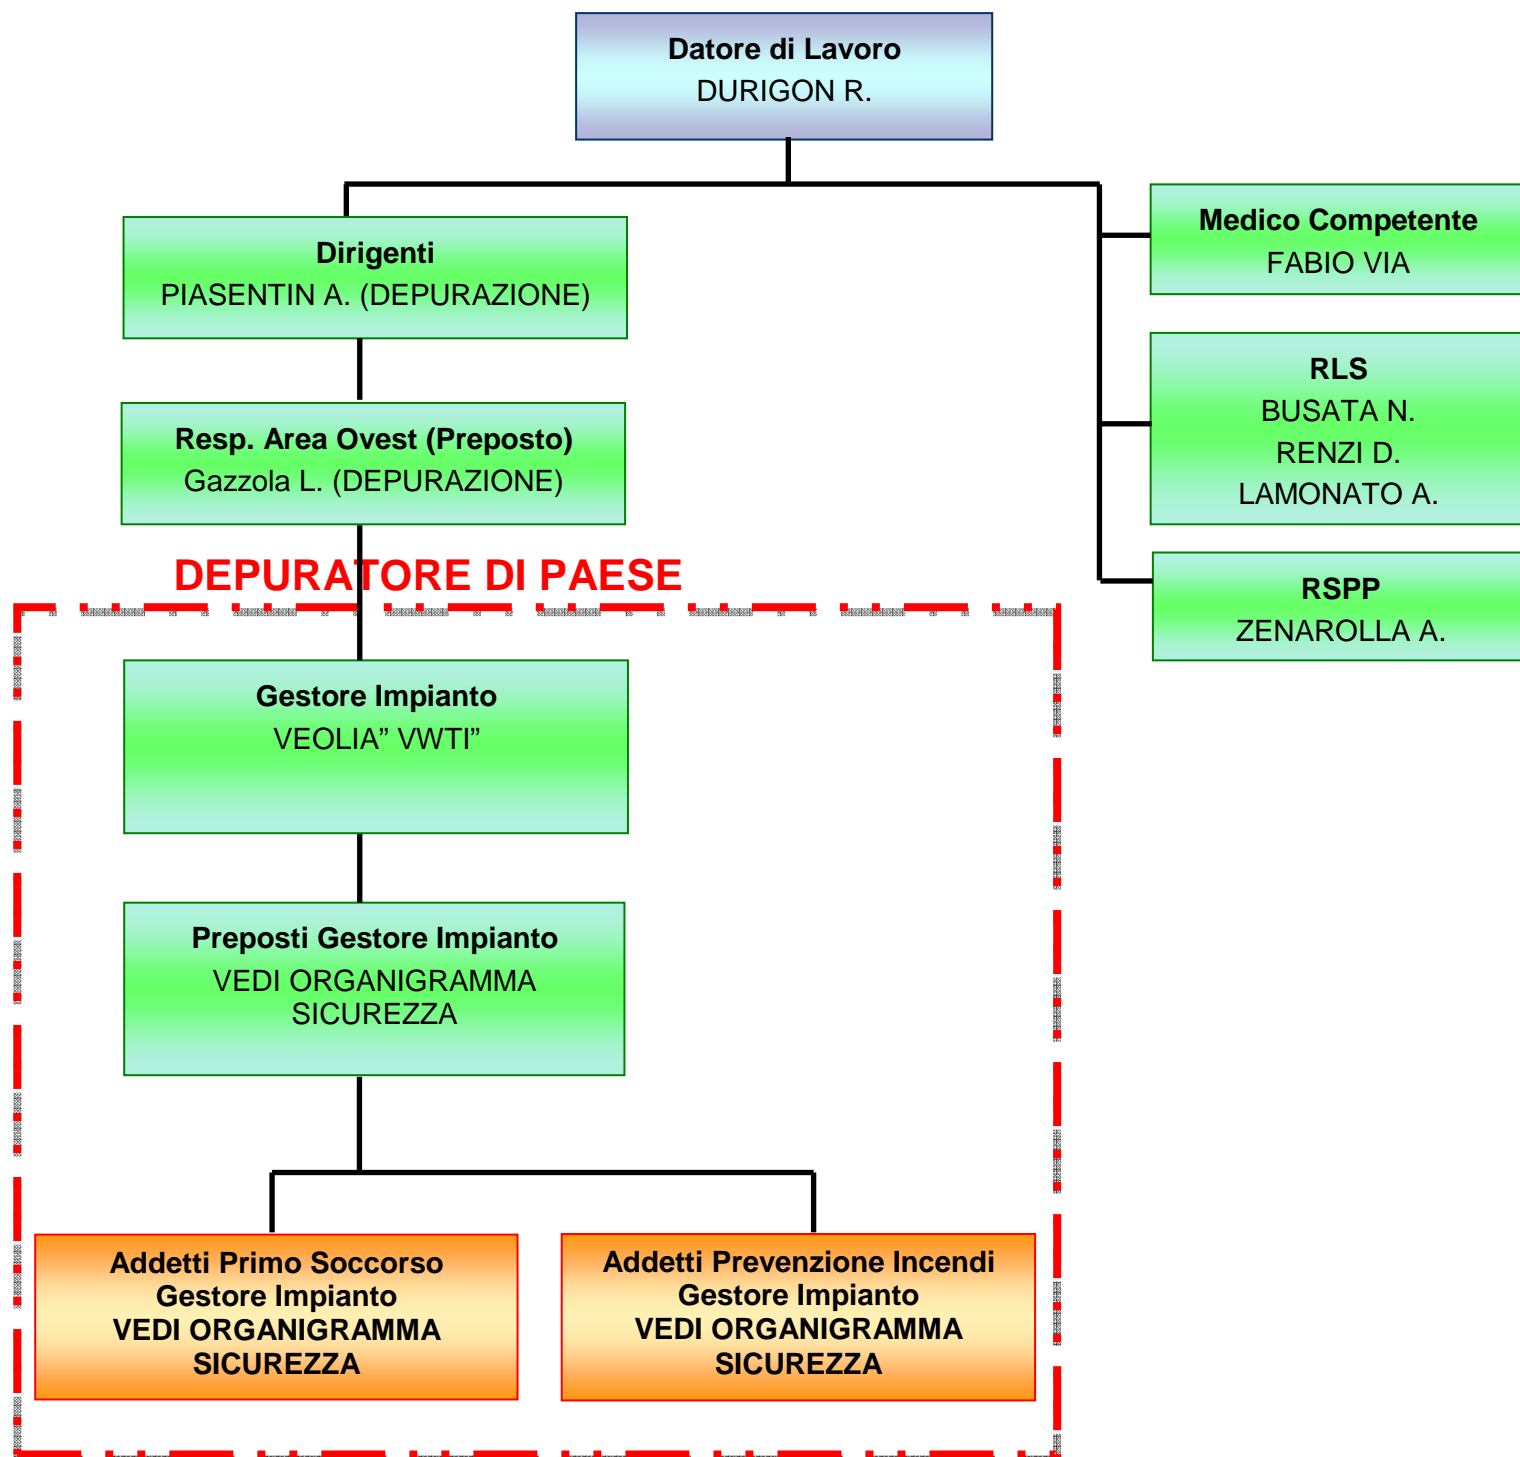 Datore di Lavoro
DURIGON R.
Dirigenti
PIASENTIN A. (DEPURAZIONE)
Medico Competente
FABIO VIA
RLS
BUSATA N.
RENZI D.
LAMONATO A.
Resp. Area Ovest (Preposto)
Gazzola L. (DEPURAZIONE)
RSPP
ZENAROLLA A.
DEPURATORE DI PAESE
Gestore Impianto
VEOLIA” VWTI”
Preposti Gestore Impianto
VEDI ORGANIGRAMMA
SICUREZZA
Addetti Primo Soccorso
Gestore Impianto
VEDI ORGANIGRAMMA
SICUREZZA
Addetti Prevenzione Incendi
Gestore Impianto
VEDI ORGANIGRAMMA
SICUREZZA